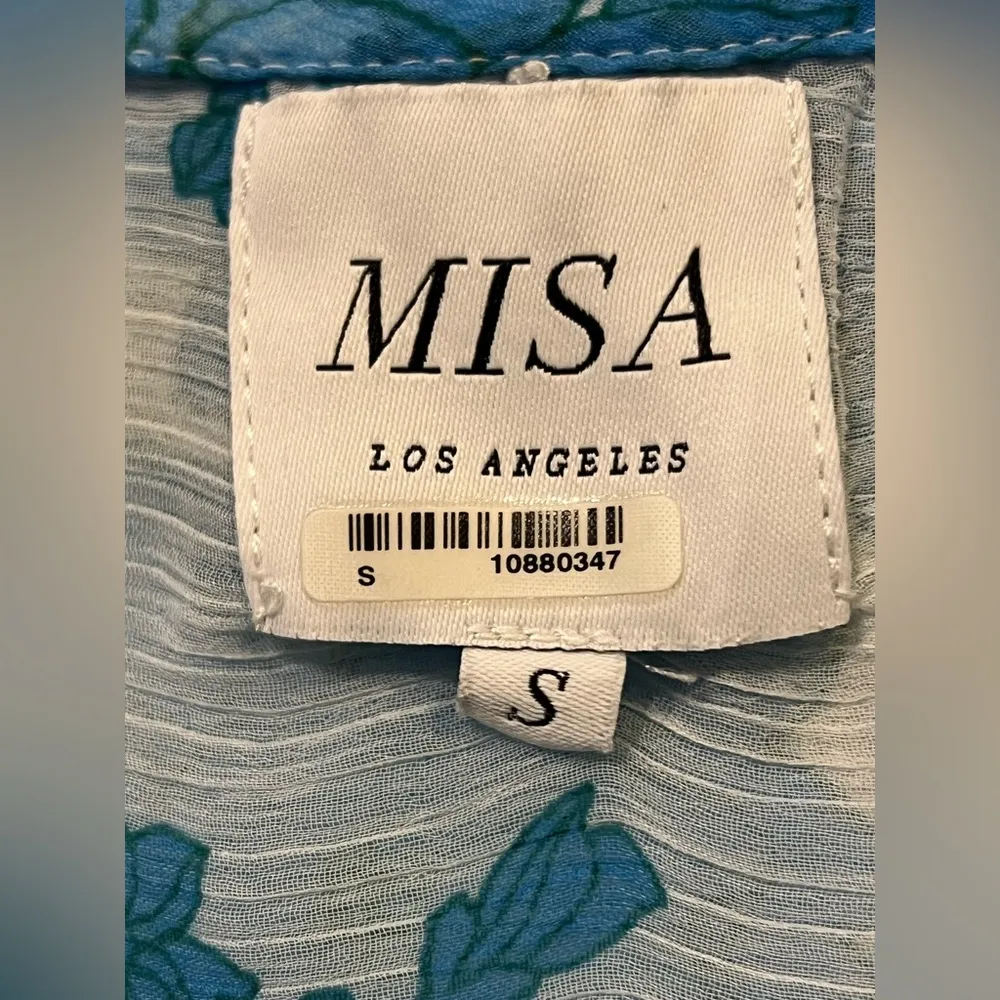 MISA
LOS ANGELES
S 10880347
S